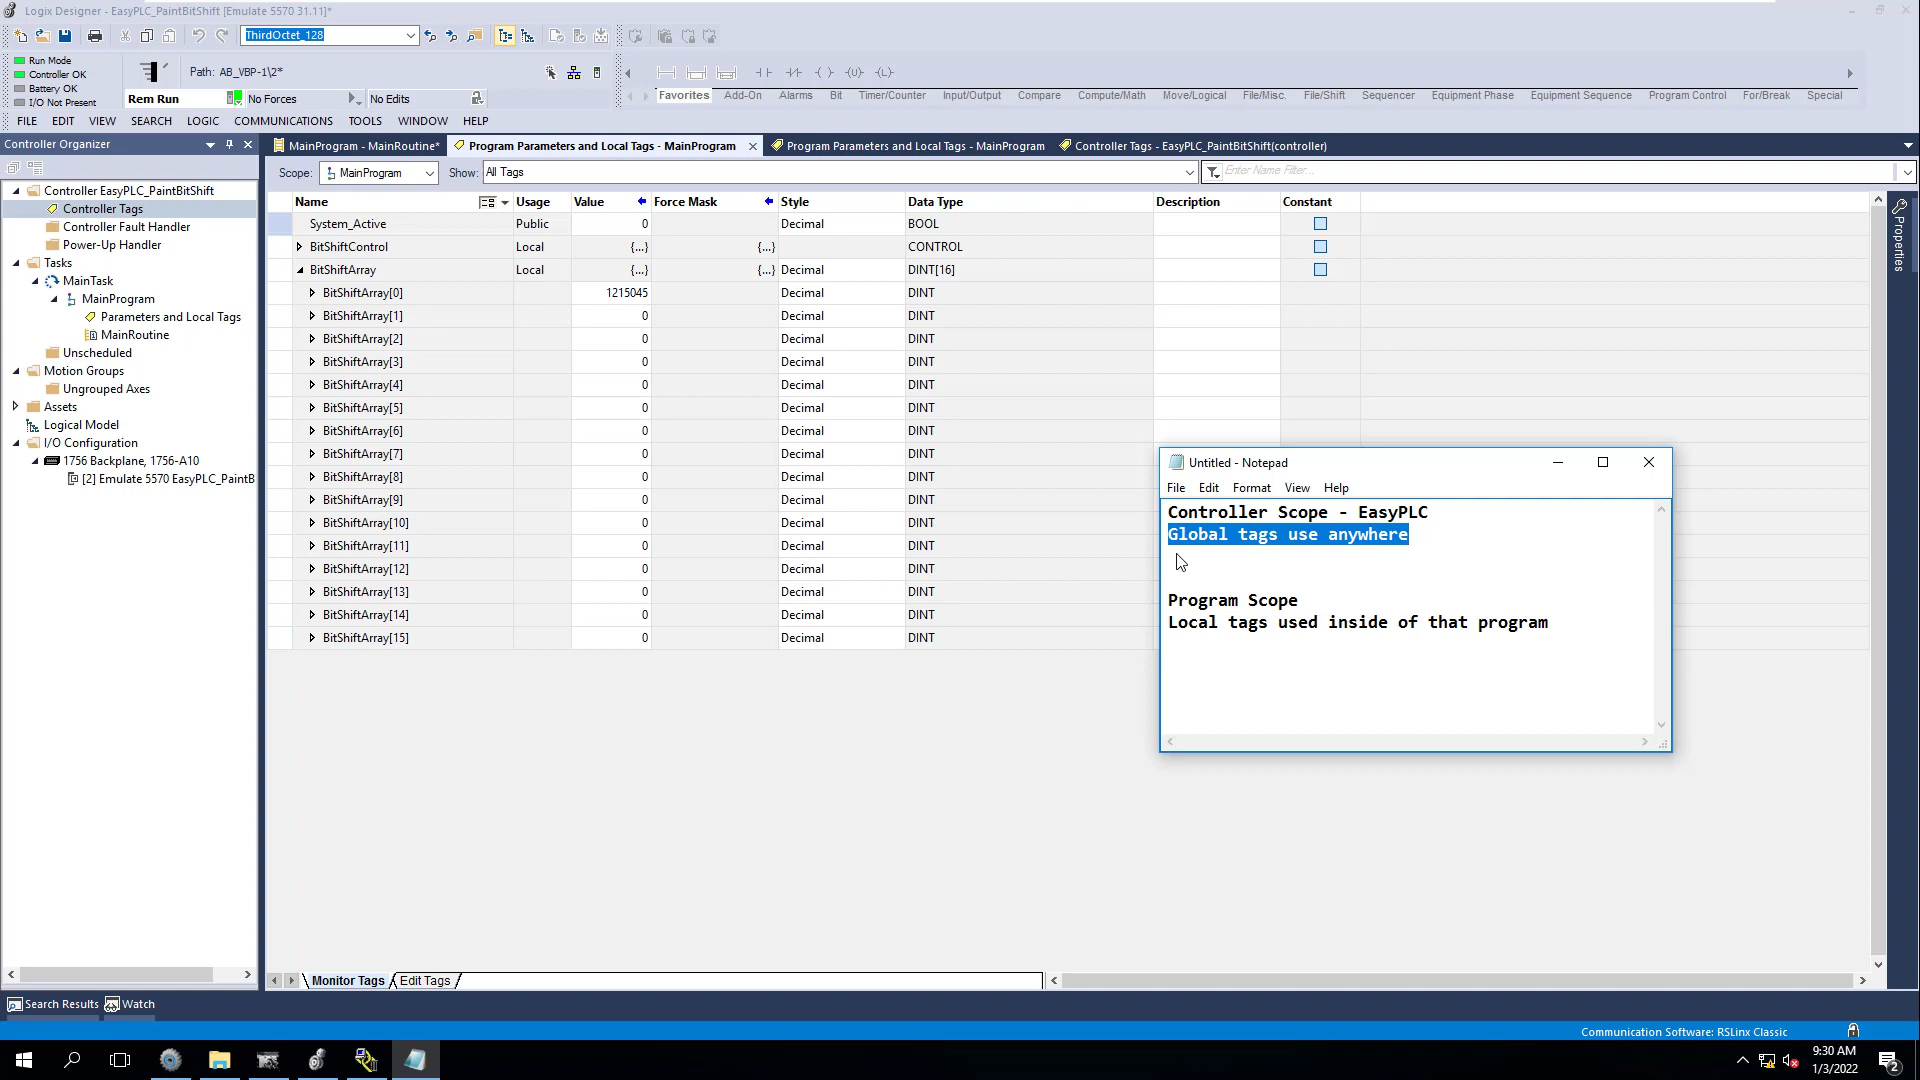 Logix Designer - EasyPLC_PaintBitShift [Emulate 5570 31.11]*
ThirdOctet_128
Run Mode
Controller OK
Battery OK
I/O Not Present
Path: AB_VBP-1\2*
Rem Run
No Forces
No Edits
Favorites Add-On Alarms Bit Timer/Counter Input/Output Compare Compute/Math Move/Logical File/Misc. File/Shift Sequencer Equipment Phase Equipment Sequence Program Control For/Break Special
FILE EDIT VIEW SEARCH LOGIC COMMUNICATIONS TOOLS WINDOW HELP
Controller Organizer
MainProgram - MainRoutine*
Program Parameters and Local Tags - MainProgram
Program Parameters and Local Tags - MainProgram
Controller Tags - EasyPLC_PaintBitShift(controller)
Scope: MainProgram Show: All Tags
Enter Name Filter...
Controller EasyPLC_PaintBitShift
Controller Tags
Controller Fault Handler
Power-Up Handler
Tasks
MainTask
MainProgram
Parameters and Local Tags
MainRoutine
Unscheduled
Motion Groups
Ungrouped Axes
Assets
Logical Model
I/O Configuration
1756 Backplane, 1756-A10
[2] Emulate 5570 EasyPLC_PaintB
Name Usage Value Force Mask Style Data Type Description Constant
System_Active Public 0 Decimal BOOL
BitShiftControl Local {...} {...} CONTROL
BitShiftArray Local {...} {...} Decimal DINT[16]
BitShiftArray[0] 1215045 Decimal DINT
BitShiftArray[1] 0 Decimal DINT
BitShiftArray[2] 0 Decimal DINT
BitShiftArray[3] 0 Decimal DINT
BitShiftArray[4] 0 Decimal DINT
BitShiftArray[5] 0 Decimal DINT
BitShiftArray[6] 0 Decimal DINT
BitShiftArray[7] 0 Decimal DINT
BitShiftArray[8] 0 Decimal DINT
BitShiftArray[9] 0 Decimal DINT
BitShiftArray[10] 0 Decimal DINT
BitShiftArray[11] 0 Decimal DINT
BitShiftArray[12] 0 Decimal DINT
BitShiftArray[13] 0 Decimal DINT
BitShiftArray[14] 0 Decimal DINT
BitShiftArray[15] 0 Decimal DINT
Properties
Untitled - Notepad
File Edit Format View Help
Controller Scope - EasyPLC
Global tags use anywhere
Program Scope
Local tags used inside of that program
Monitor Tags Edit Tags
Search Results Watch
Communication Software: RSLinx Classic
9:30 AM
1/3/2022
2